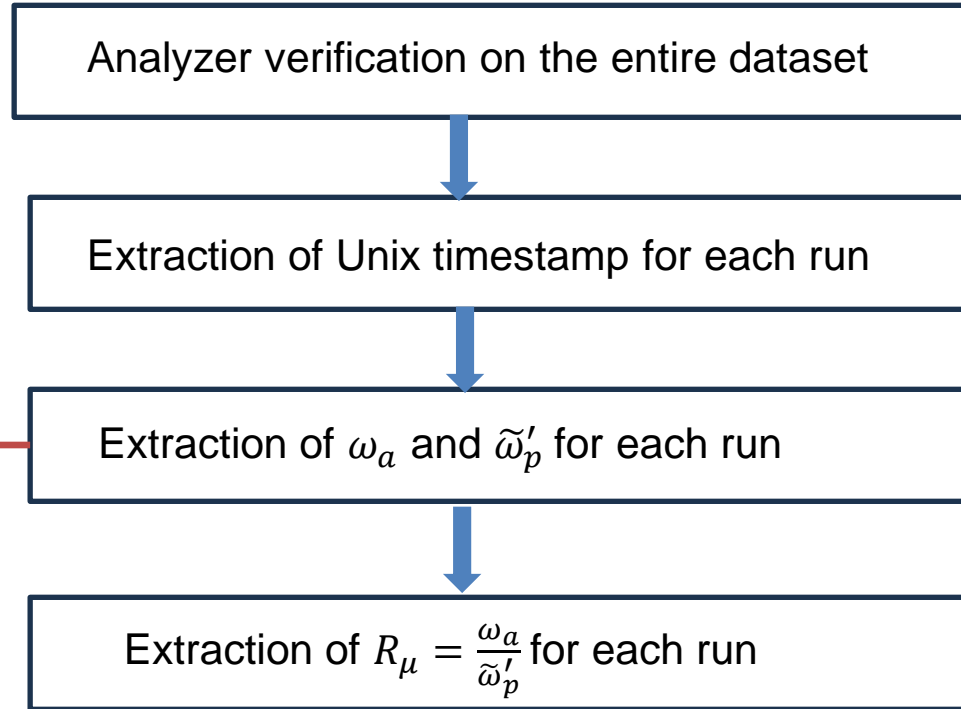 Analyzer verification on the entire dataset
Extraction of Unix timestamp for each run
Extraction of ωₐ and ω̃′ₚ for each run
Extraction of R_μ = ωₐ/ω̃′ₚ for each run